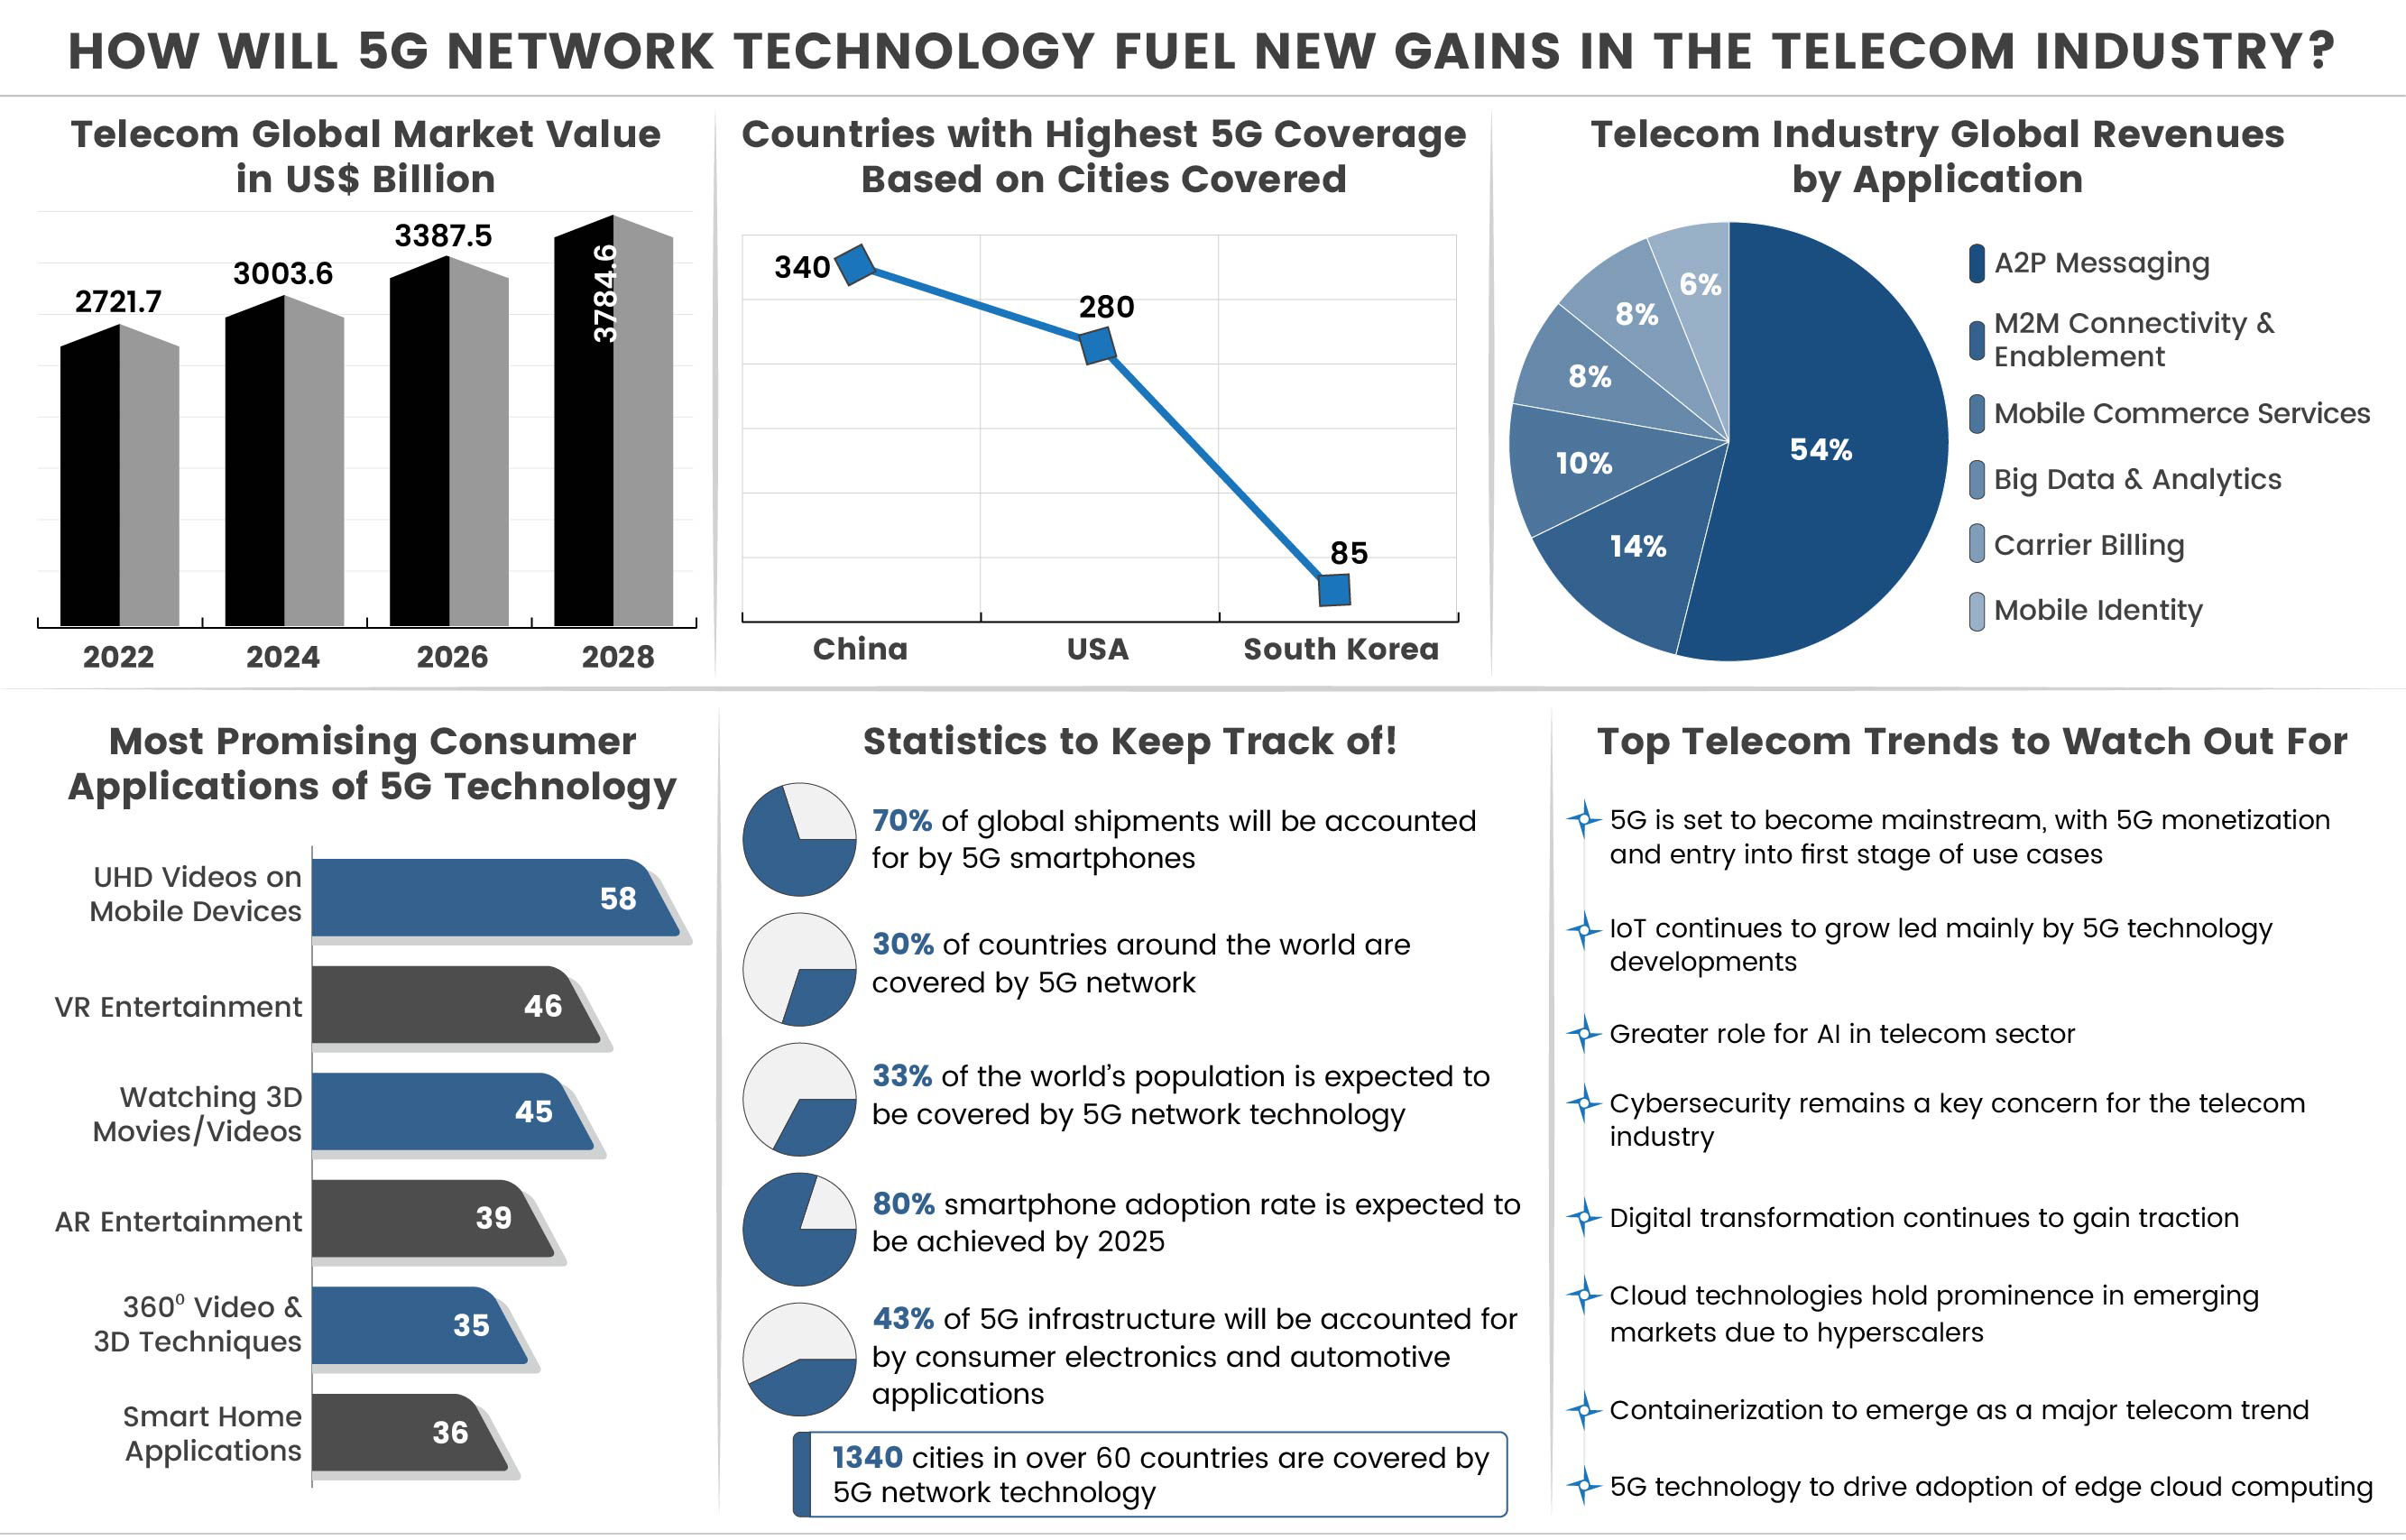 HOW WILL 5G NETWORK TECHNOLOGY FUEL NEW GAINS IN THE TELECOM INDUSTRY?
Telecom Global Market Value
in US$ Billion
2721.7
3003.6
3387.5
3784.6
2022
2024
2026
2028
Countries with Highest 5G Coverage
Based on Cities Covered
340
280
85
China
USA
South Korea
Telecom Industry Global Revenues
by Application
6%
8%
8%
10%
14%
54%
A2P Messaging
M2M Connectivity &
Enablement
Mobile Commerce Services
Big Data & Analytics
Carrier Billing
Mobile Identity
Most Promising Consumer
Applications of 5G Technology
UHD Videos on
Mobile Devices
58
VR Entertainment
46
Watching 3D
Movies/Videos
45
AR Entertainment
39
360⁰ Video &
3D Techniques
35
Smart Home
Applications
36
Statistics to Keep Track of!
70% of global shipments will be accounted
for by 5G smartphones
30% of countries around the world are
covered by 5G network
33% of the world’s population is expected to
be covered by 5G network technology
80% smartphone adoption rate is expected to
be achieved by 2025
43% of 5G infrastructure will be accounted for
by consumer electronics and automotive
applications
1340 cities in over 60 countries are covered by
5G network technology
Top Telecom Trends to Watch Out For
5G is set to become mainstream, with 5G monetization
and entry into first stage of use cases
IoT continues to grow led mainly by 5G technology
developments
Greater role for AI in telecom sector
Cybersecurity remains a key concern for the telecom
industry
Digital transformation continues to gain traction
Cloud technologies hold prominence in emerging
markets due to hyperscalers
Containerization to emerge as a major telecom trend
5G technology to drive adoption of edge cloud computing